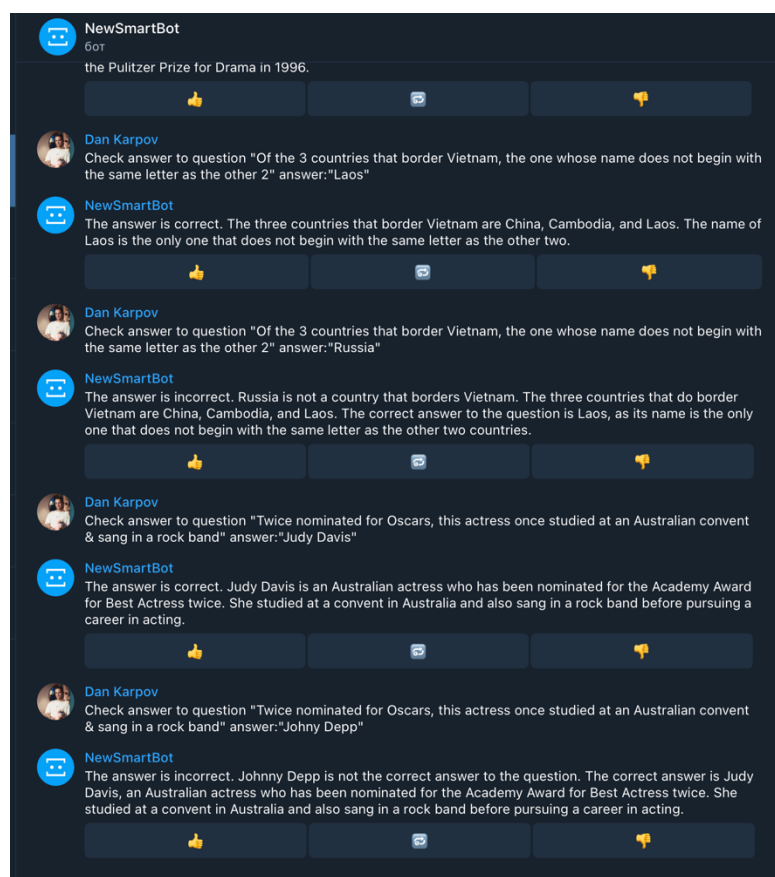 NewSmartBot
бот
the Pulitzer Prize for Drama in 1996.
Dan Karpov
Check answer to question "Of the 3 countries that border Vietnam, the one whose name does not begin with
the same letter as the other 2" answer:"Laos"
NewSmartBot
The answer is correct. The three countries that border Vietnam are China, Cambodia, and Laos. The name of
Laos is the only one that does not begin with the same letter as the other two.
Dan Karpov
Check answer to question "Of the 3 countries that border Vietnam, the one whose name does not begin with
the same letter as the other 2" answer:"Russia"
NewSmartBot
The answer is incorrect. Russia is not a country that borders Vietnam. The three countries that do border
Vietnam are China, Cambodia, and Laos. The correct answer to the question is Laos, as its name is the only
one that does not begin with the same letter as the other two countries.
Dan Karpov
Check answer to question "Twice nominated for Oscars, this actress once studied at an Australian convent
& sang in a rock band" answer:"Judy Davis"
NewSmartBot
The answer is correct. Judy Davis is an Australian actress who has been nominated for the Academy Award
for Best Actress twice. She studied at a convent in Australia and also sang in a rock band before pursuing a
career in acting.
Dan Karpov
Check answer to question "Twice nominated for Oscars, this actress once studied at an Australian convent
& sang in a rock band" answer:"Johny Depp"
NewSmartBot
The answer is incorrect. Johnny Depp is not the correct answer to the question. The correct answer is Judy
Davis, an Australian actress who has been nominated for the Academy Award for Best Actress twice. She
studied at a convent in Australia and also sang in a rock band before pursuing a career in acting.